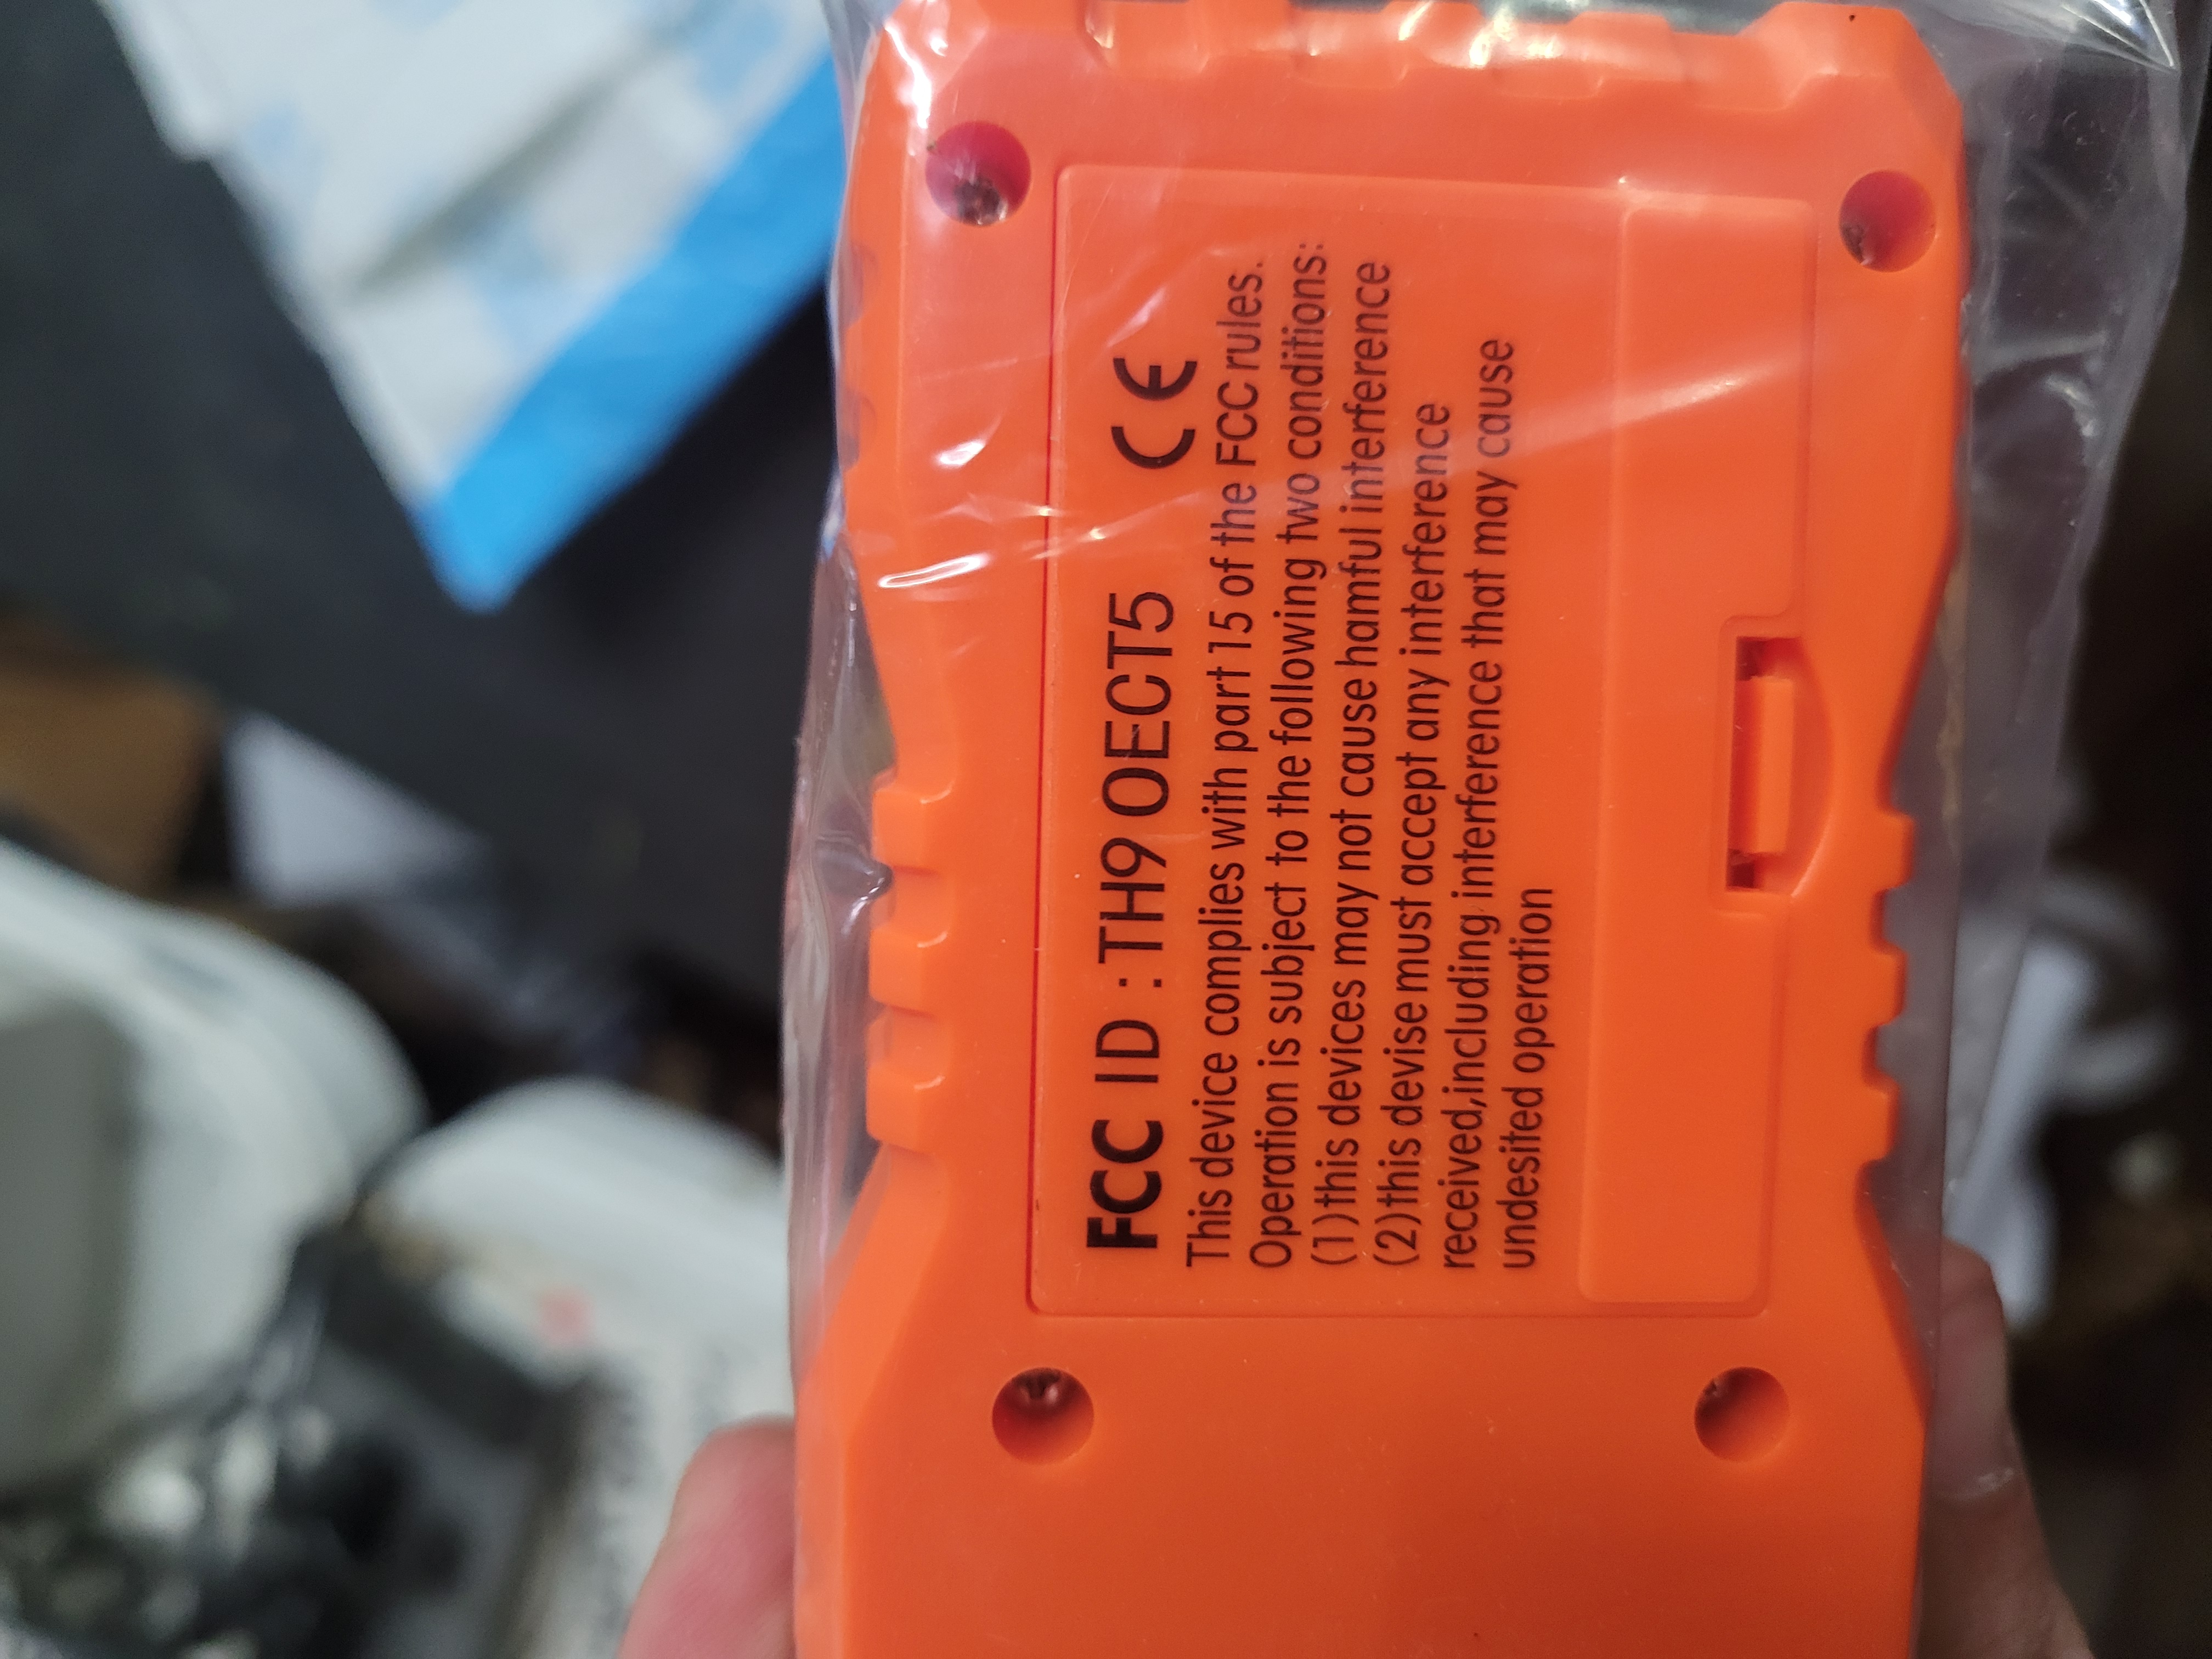 FCC ID : TH9 OECT5 CE
This device complies with part 15 of the FCC rules.
Operation is subject to the following two conditions:
(1) this devices may not cause hamful interference
(2) this devise must accept any interference
received,including interference that may cause
undesited operation